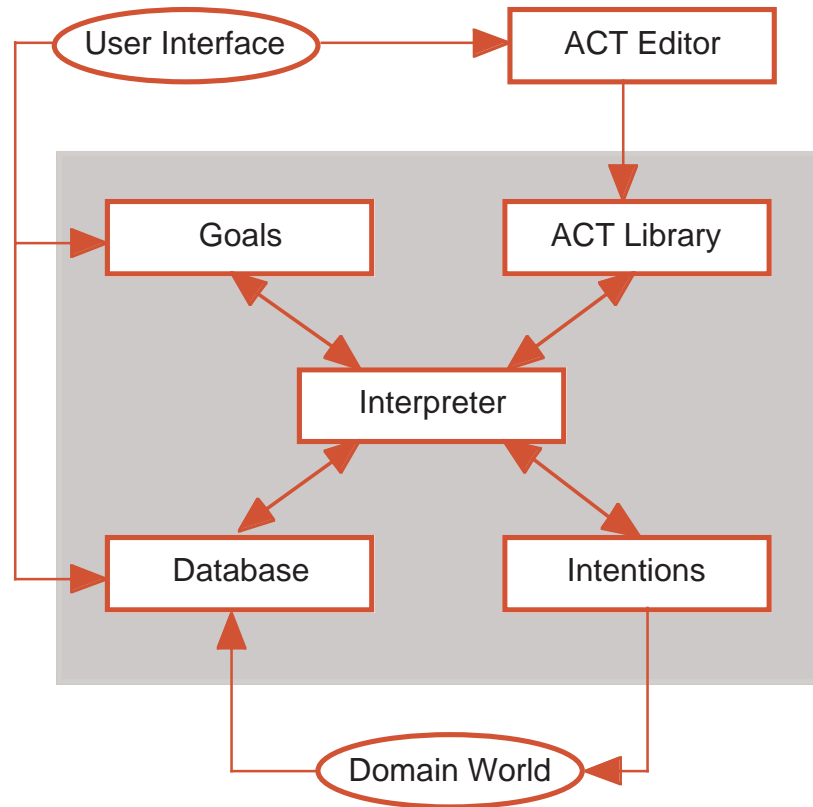 User Interface
ACT Editor
Goals
ACT Library
Interpreter
Database
Intentions
Domain World